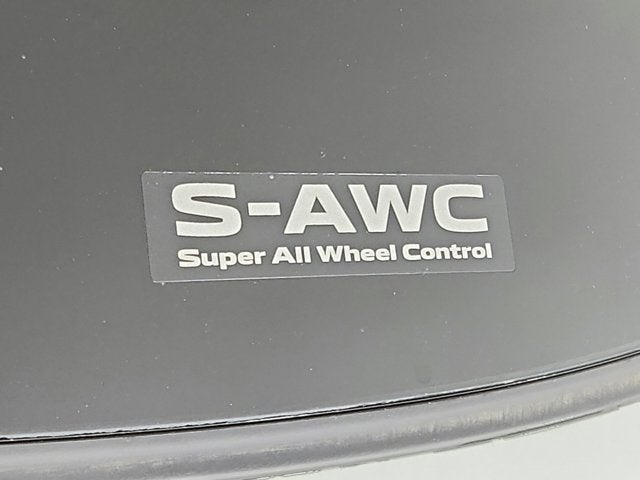 S-AWC
Super All Wheel Control